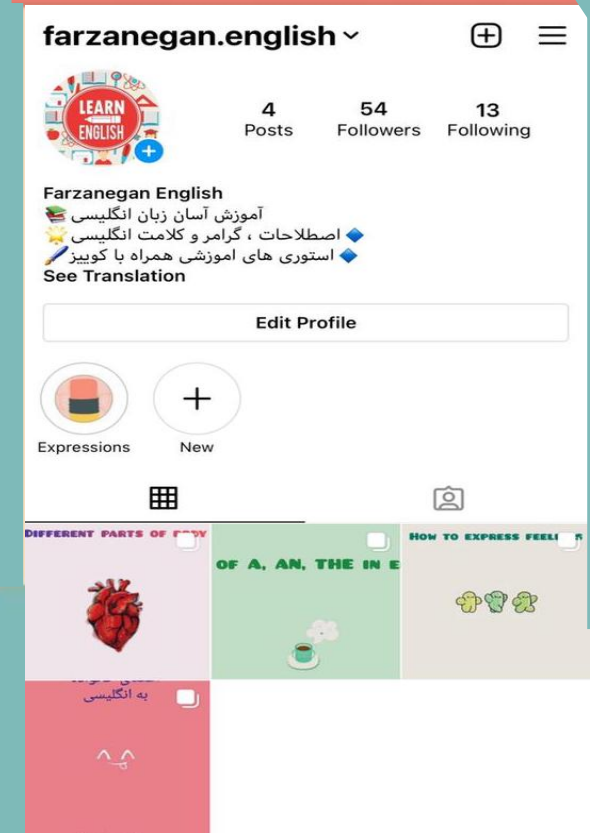 farzanegan.english
LEARN
ENGLISH
4 54 13
Posts Followers Following
Farzanegan English
آموزش آسان زبان انگلیسی 📚
🔷 اصطلاحات ، گرامر و کلامت انگلیسی 🌟
🔷 استوری های اموزشی همراه با کوییز 🖌️
See Translation
Edit Profile
Expressions New
DIFFERENT PARTS OF
OF A, AN, THE IN E
HOW TO EXPRESS
به انگلیسی